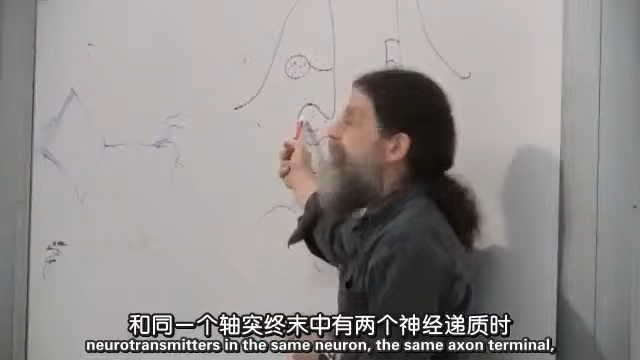 和同一个轴突终末中有两个神经递质时
neurotransmitters in the same neuron, the same axon terminal,